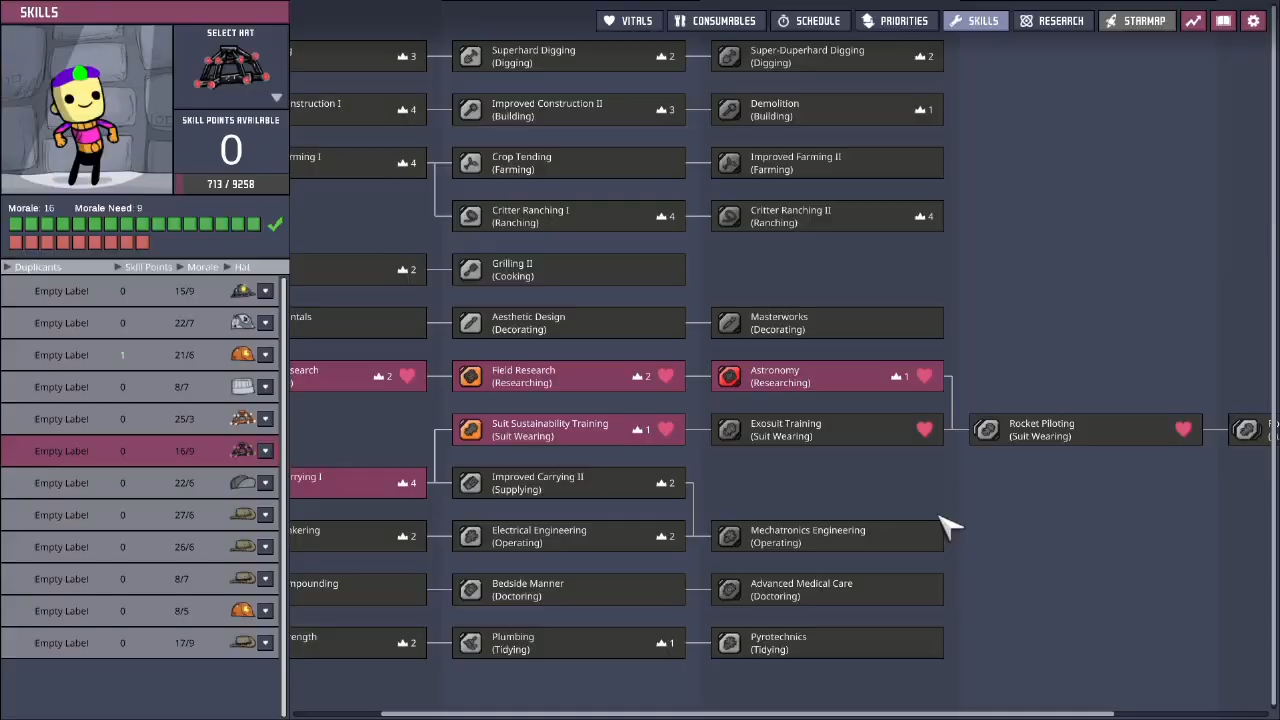 SKILLS
VITALS
CONSUMABLES
SCHEDULE
PRIORITIES
SKILLS
RESEARCH
STARMAP
SELECT HAT
SKILL POINTS AVAILABLE
0
713 / 9258
Morale: 16
Morale Need: 9
Duplicants
Skill Points
Morale
Hat
Empty Label 0 15/9
Empty Label 0 22/7
Empty Label 1 21/6
Empty Label 0 8/7
Empty Label 0 25/3
Empty Label 0 16/9
Empty Label 0 22/6
Empty Label 0 27/6
Empty Label 0 26/6
Empty Label 0 8/7
Empty Label 0 8/5
Empty Label 0 17/9
3
Superhard Digging
(Digging)
2
Super-Duperhard Digging
(Digging)
2
nstruction I
4
Improved Construction II
(Building)
3
Demolition
(Building)
1
rming I
4
Crop Tending
(Farming)
Improved Farming II
(Farming)
Critter Ranching I
(Ranching)
4
Critter Ranching II
(Ranching)
4
2
Grilling II
(Cooking)
ntals
Aesthetic Design
(Decorating)
Masterworks
(Decorating)
search
2
Field Research
(Researching)
2
Astronomy
(Researching)
1
Suit Sustainability Training
(Suit Wearing)
1
Exosuit Training
(Suit Wearing)
Rocket Piloting
(Suit Wearing)
rrying I
4
Improved Carrying II
(Supplying)
2
nkering
2
Electrical Engineering
(Operating)
2
Mechatronics Engineering
(Operating)
mpounding
Bedside Manner
(Doctoring)
Advanced Medical Care
(Doctoring)
rength
2
Plumbing
(Tidying)
1
Pyrotechnics
(Tidying)